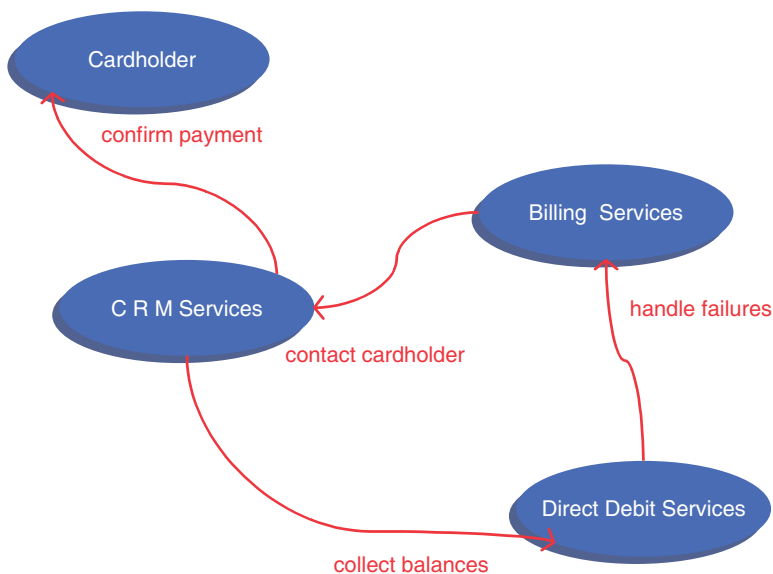 Cardholder
confirm payment
Billing Services
C R M Services
handle failures
contact cardholder
Direct Debit Services
collect balances